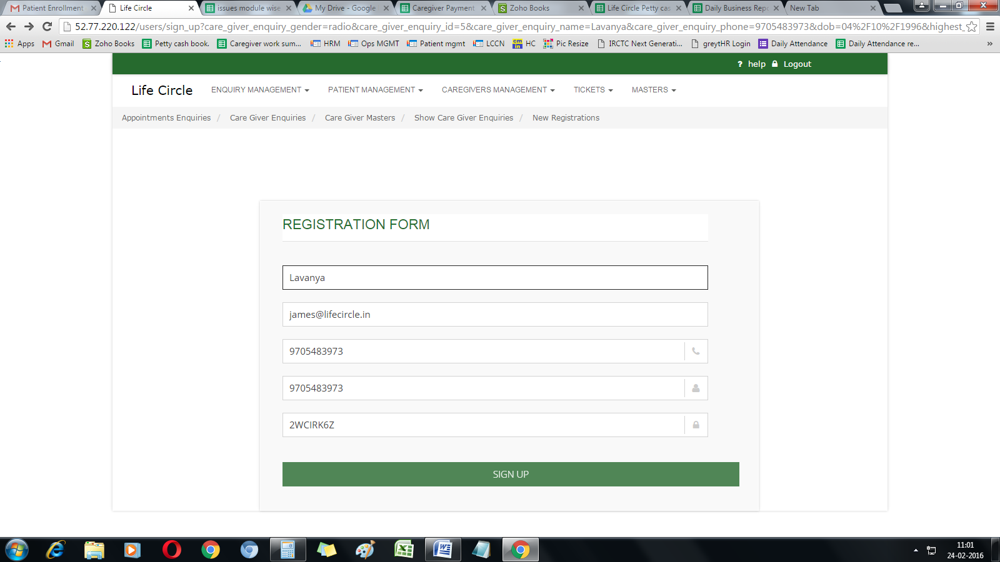 Patient Enrollment
Life Circle
issues module wise
My Drive - Google
Caregiver Payment
Zoho Books
Life Circle Petty cas
Daily Business Repo
New Tab
52.77.220.122/users/sign_up?care_giver_enquiry_gender=radio&care_giver_enquiry_id=5&care_giver_enquiry_name=Lavanya&care_giver_enquiry_phone=9705483973&dob=04%2F10%2F1996&highest_
Apps Gmail Zoho Books Petty cash book. Caregiver work sum... HRM Ops MGMT Patient mgmt LCCN HC Pic Resize IRCTC Next Generati... greytHR Login Daily Attendance Daily Attendance re... »
? help Logout
Life Circle ENQUIRY MANAGEMENT PATIENT MANAGEMENT CAREGIVERS MANAGEMENT TICKETS MASTERS
Appointments Enquiries / Care Giver Enquiries / Care Giver Masters / Show Care Giver Enquiries / New Registrations
REGISTRATION FORM
Lavanya
james@lifecircle.in
9705483973
9705483973
2WCIRK6Z
SIGN UP
11:01
24-02-2016